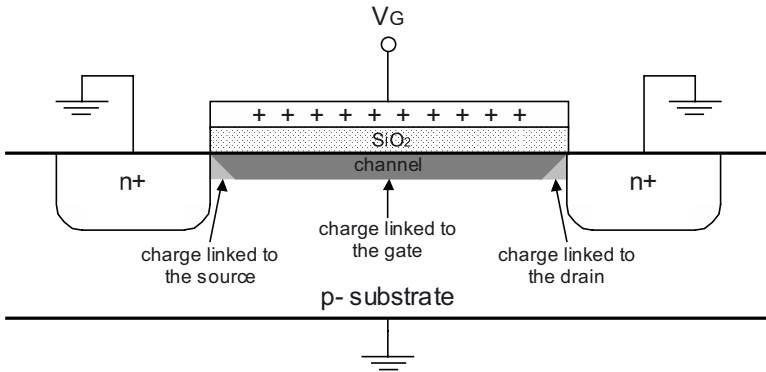 VG
+ + + + + + + + + +
SiO2
channel
n+
n+
charge linked to
the source
charge linked to
the gate
charge linked to
the drain
p- substrate